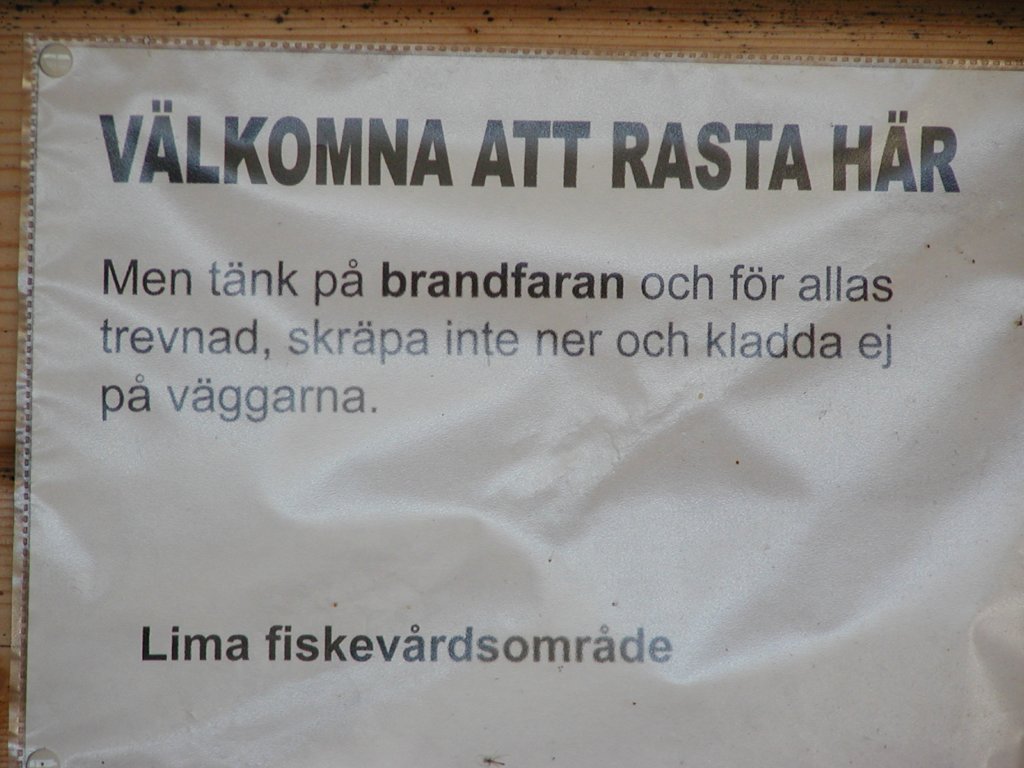 VÄLKOMNA ATT RASTA HÄR
Men tänk på brandfaran och för allas
trevnad, skräpa inte ner och kladda ej
på väggarna.
Lima fiskevårdsområde